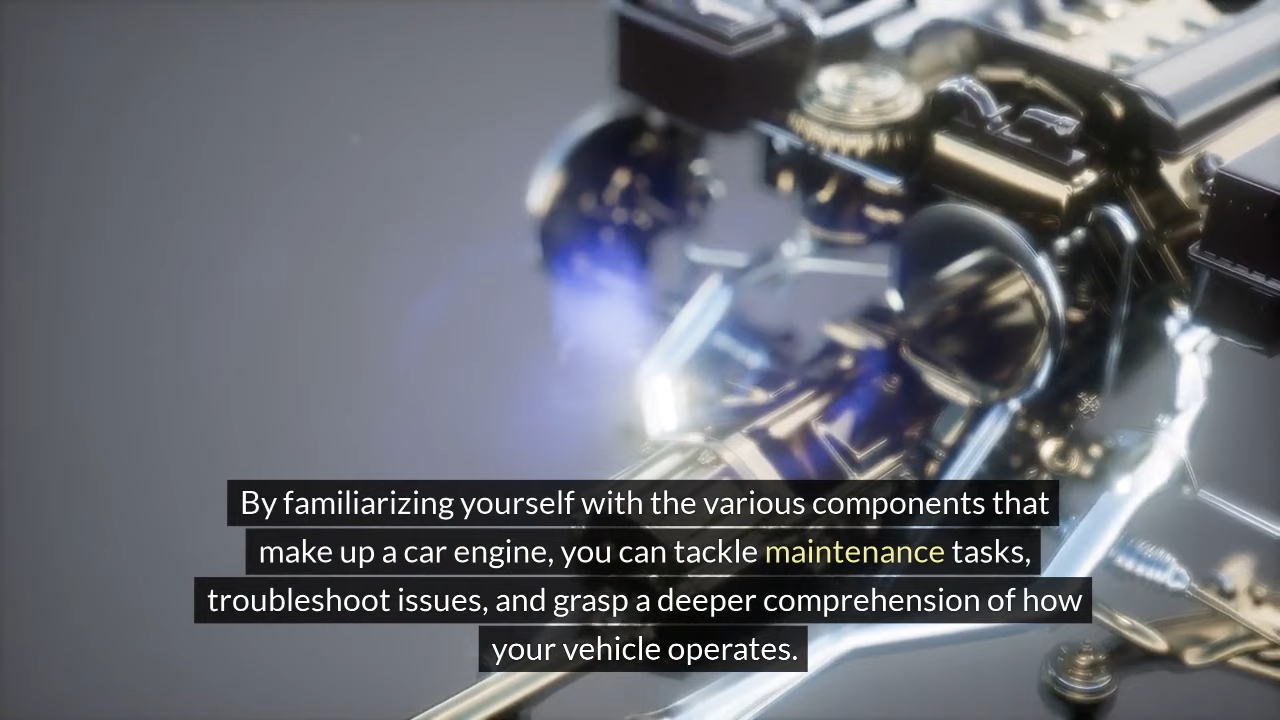 By familiarizing yourself with the various components that
make up a car engine, you can tackle maintenance tasks,
troubleshoot issues, and grasp a deeper comprehension of how
your vehicle operates.